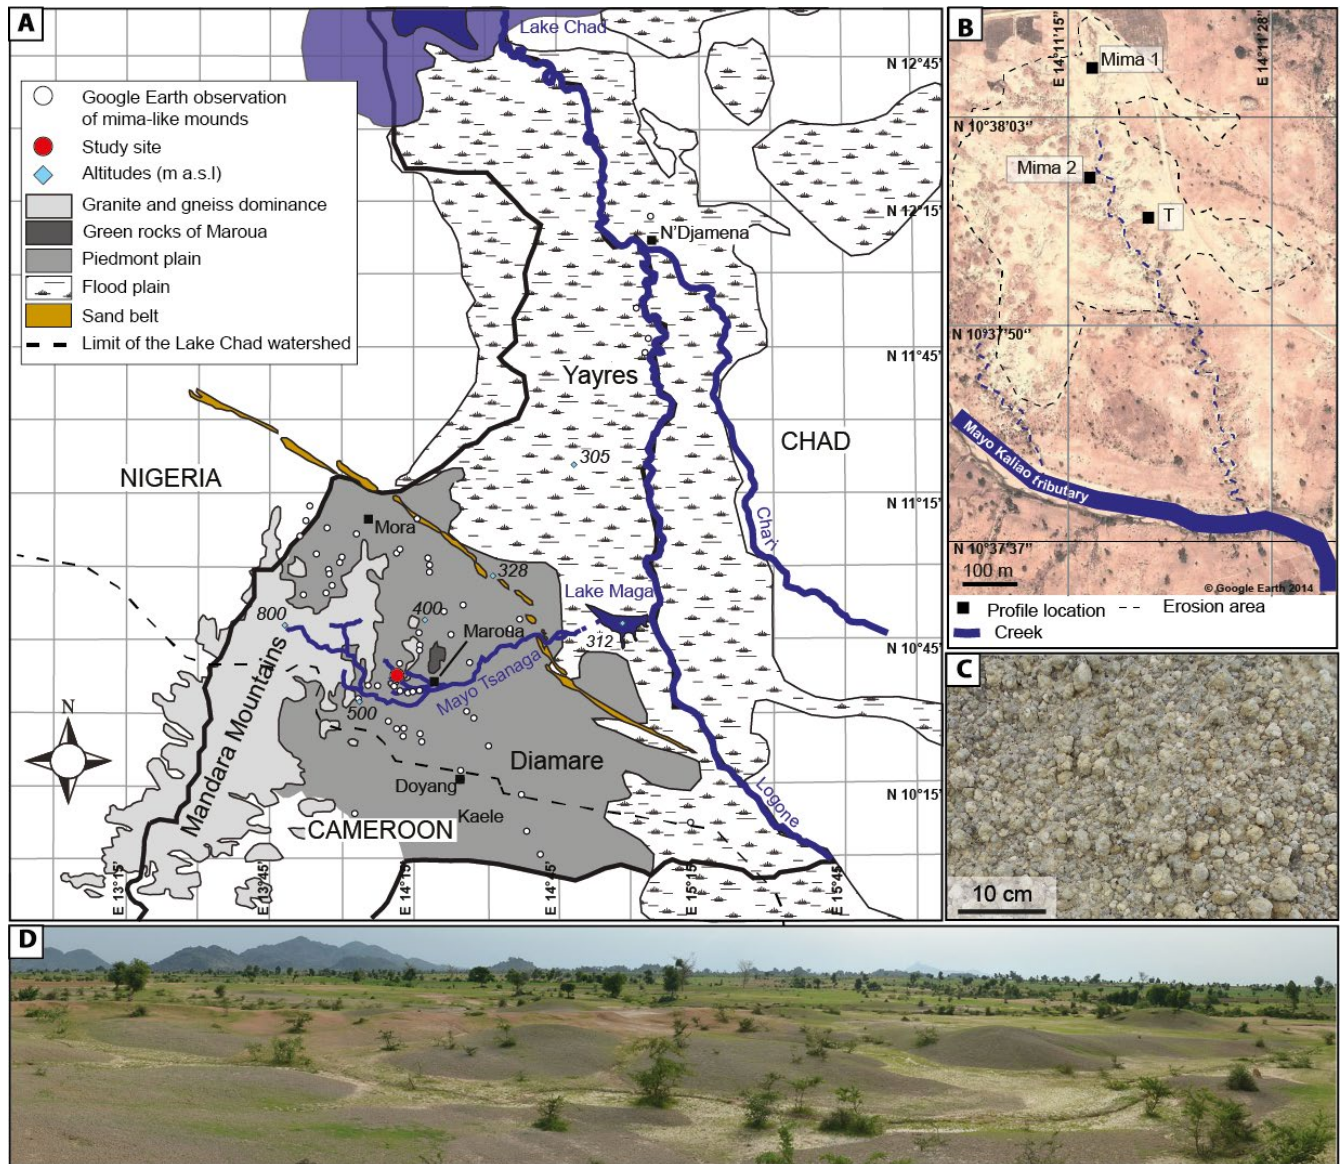 A
Lake Chad
N 12°45'
Google Earth observation
of mima-like mounds
Study site
Altitudes (m a.s.l)
Granite and gneiss dominance
Green rocks of Maroua
Piedmont plain
Flood plain
Sand belt
Limit of the Lake Chad watershed
N 12°15'
N'Djamena
N 11°45'
Yayres
CHAD
305
NIGERIA
N 11°15'
Chari
Mora
328
Lake Maga
800
400
Maroua
312
N 10°45'
Mayo Tsanaga
500
Mandara Mountains
N
Diamare
Doyang
Kaele
Logone
N 10°15'
CAMEROON
E 13°15'
E 13°45'
E 14°15'
E 14°45'
E 15°15'
E 15°45'
B
E 14°11'15"
E 14°11'28"
Mima 1
N 10°38'03"
Mima 2
T
N 10°37'50"
Mayo Kaliao tributary
N 10°37'37"
100 m
© Google Earth 2014
Profile location
Erosion area
Creek
C
10 cm
D